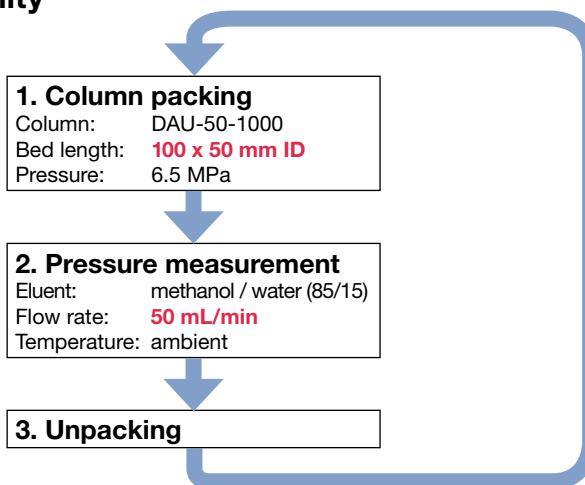 1. Column packing
Column: DAU-50-1000
Bed length: 100 x 50 mm ID
Pressure: 6.5 MPa
2. Pressure measurement
Eluent: methanol / water (85/15)
Flow rate: 50 mL/min
Temperature: ambient
3. Unpacking